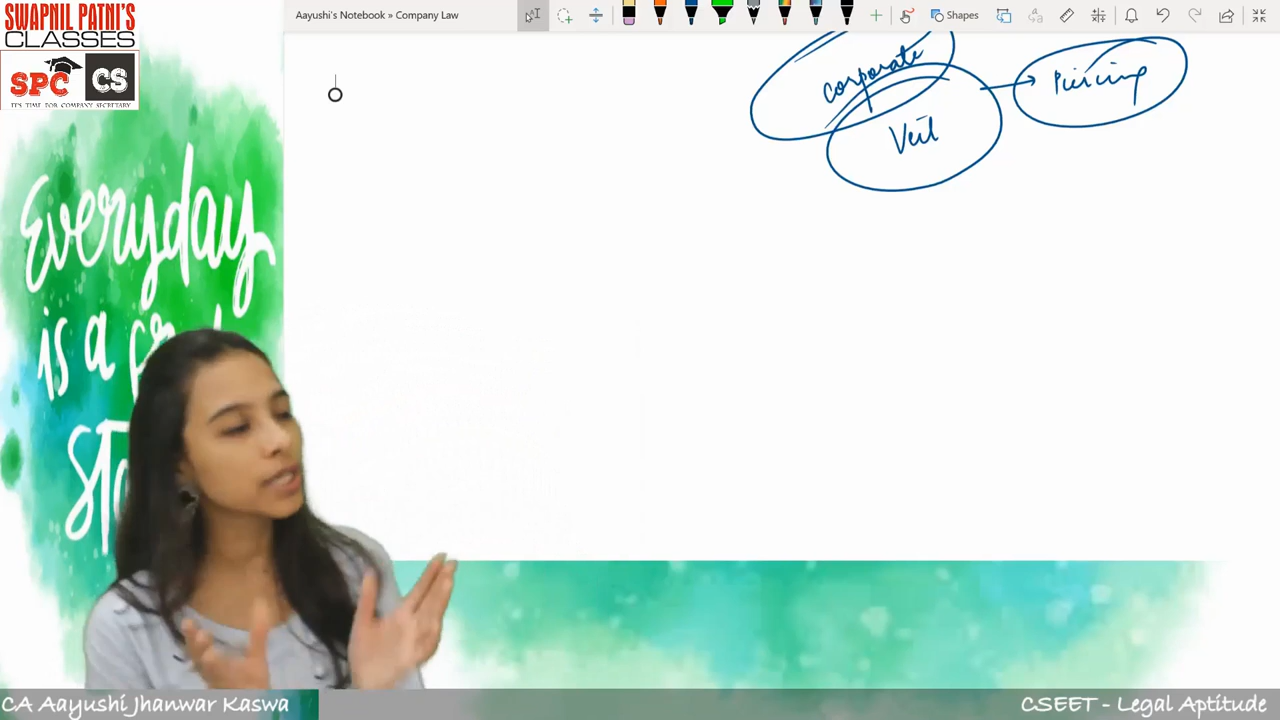 SWAPNIL PATNI'S
CLASSES
SPC CS
IT'S TIME FOR COMPANY SECRETARY
Aayushi's Notebook » Company Law
Shapes
corporate
Veil
Piercing
Everyday
is a
CA Aayushi Jhanwar Kaswa
CSEET - Legal Aptitude